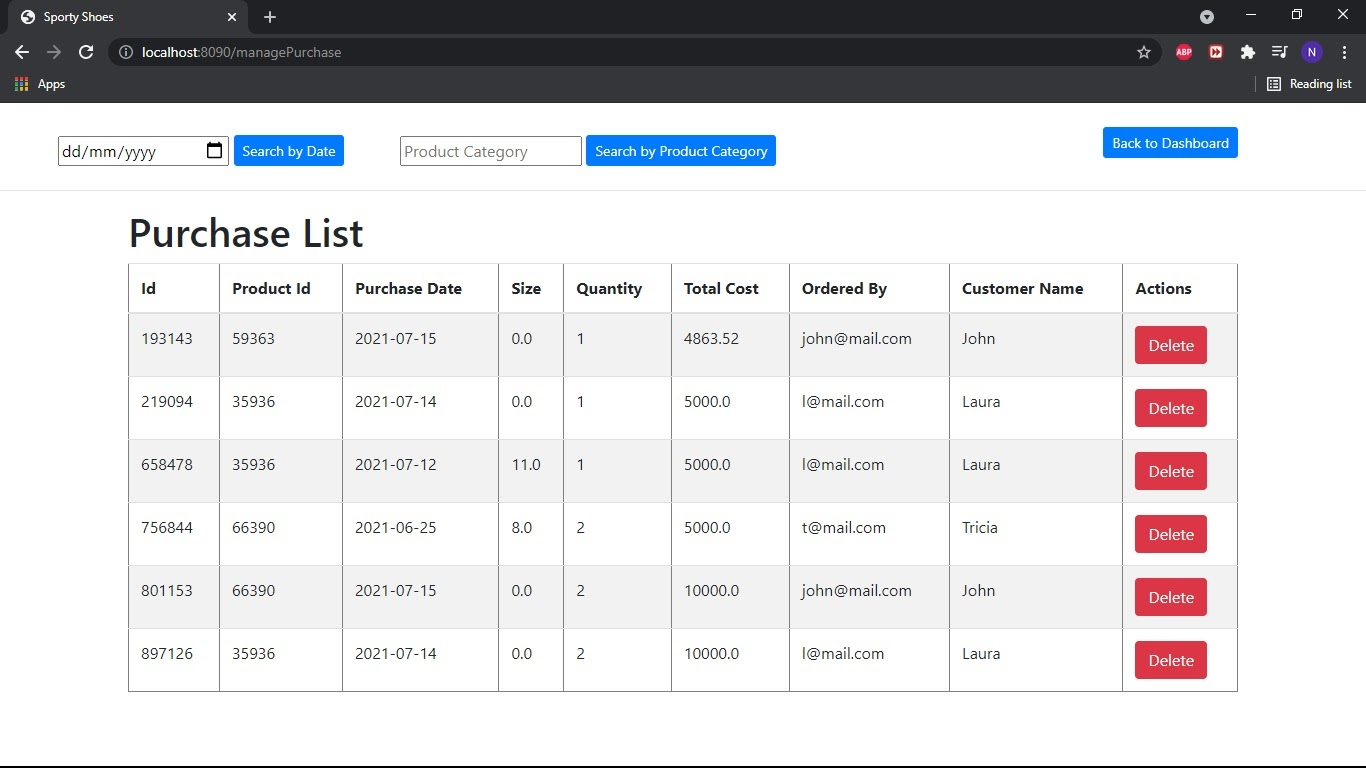 Sporty Shoes
localhost:8090/managePurchase
ABP
N
Apps
Reading list
dd/mm/yyyy Search by Date Product Category Search by Product Category Back to Dashboard
Purchase List
Id Product Id Purchase Date Size Quantity Total Cost Ordered By Customer Name Actions
193143 59363 2021-07-15 0.0 1 4863.52 john@mail.com John Delete
219094 35936 2021-07-14 0.0 1 5000.0 l@mail.com Laura Delete
658478 35936 2021-07-12 11.0 1 5000.0 l@mail.com Laura Delete
756844 66390 2021-06-25 8.0 2 5000.0 t@mail.com Tricia Delete
801153 66390 2021-07-15 0.0 2 10000.0 john@mail.com John Delete
897126 35936 2021-07-14 0.0 2 10000.0 l@mail.com Laura Delete